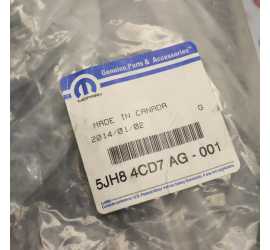 Genuine Parts & Accessories
MOPAR
MADE IN CANADA G
2014/01/02
5JH8 4CD7 AG - 001